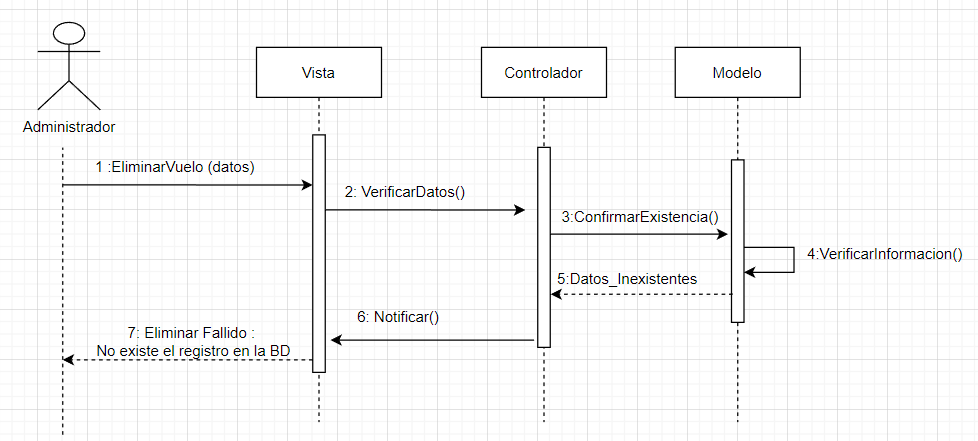 Vista
Controlador
Modelo
Administrador
1 :EliminarVuelo (datos)
2: VerificarDatos()
3:ConfirmarExistencia()
4:VerificarInformacion()
5:Datos_Inexistentes
6: Notificar()
7: Eliminar Fallido :
No existe el registro en la BD